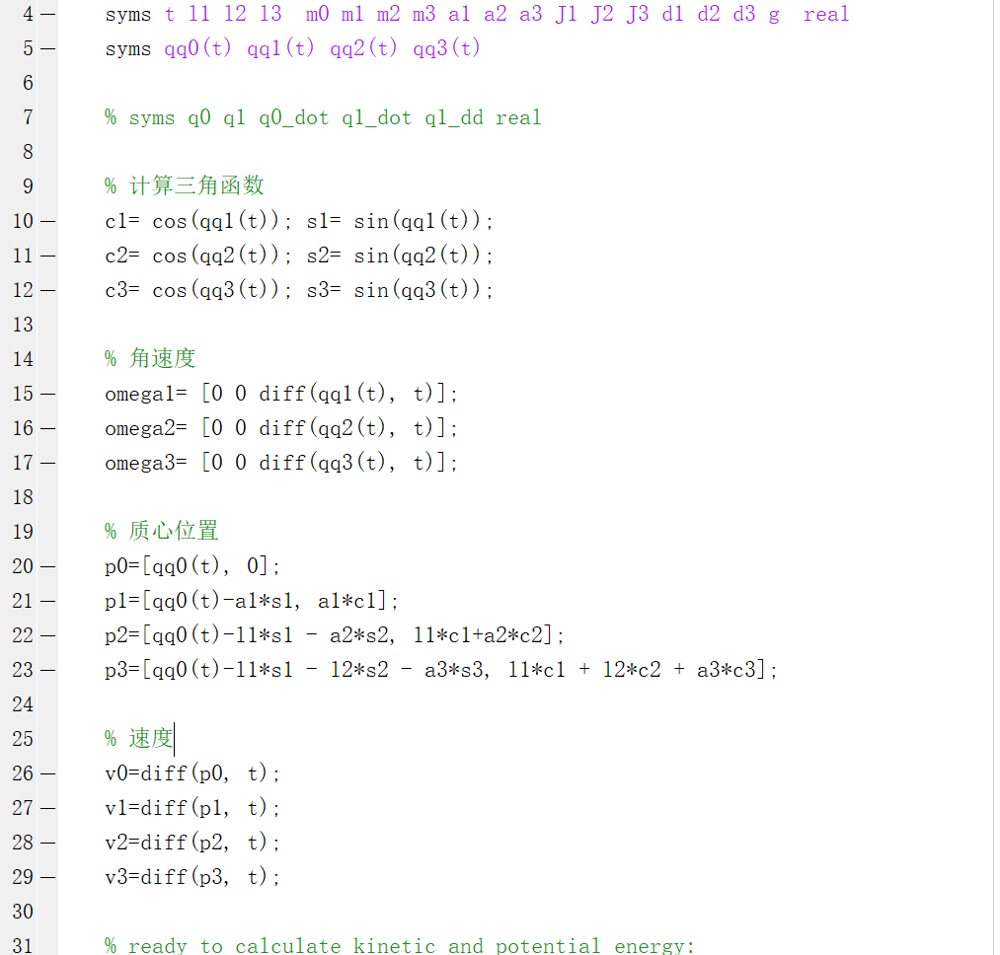 4 — syms t l1 l2 l3 m0 m1 m2 m3 a1 a2 a3 J1 J2 J3 d1 d2 d3 g real
5 — syms qq0(t) qq1(t) qq2(t) qq3(t)
6
7 % syms q0 q1 q0_dot q1_dot q1_dd real
8
9 % 计算三角函数
10 — c1= cos(qq1(t)); s1= sin(qq1(t));
11 — c2= cos(qq2(t)); s2= sin(qq2(t));
12 — c3= cos(qq3(t)); s3= sin(qq3(t));
13
14 % 角速度
15 — omega1= [0 0 diff(qq1(t), t)];
16 — omega2= [0 0 diff(qq2(t), t)];
17 — omega3= [0 0 diff(qq3(t), t)];
18
19 % 质心位置
20 — p0=[qq0(t), 0];
21 — p1=[qq0(t)-a1*s1, a1*c1];
22 — p2=[qq0(t)-l1*s1 - a2*s2, l1*c1+a2*c2];
23 — p3=[qq0(t)-l1*s1 - l2*s2 - a3*s3, l1*c1 + l2*c2 + a3*c3];
24
25 % 速度
26 — v0=diff(p0, t);
27 — v1=diff(p1, t);
28 — v2=diff(p2, t);
29 — v3=diff(p3, t);
30
31 % ready to calculate kinetic and potential energy: